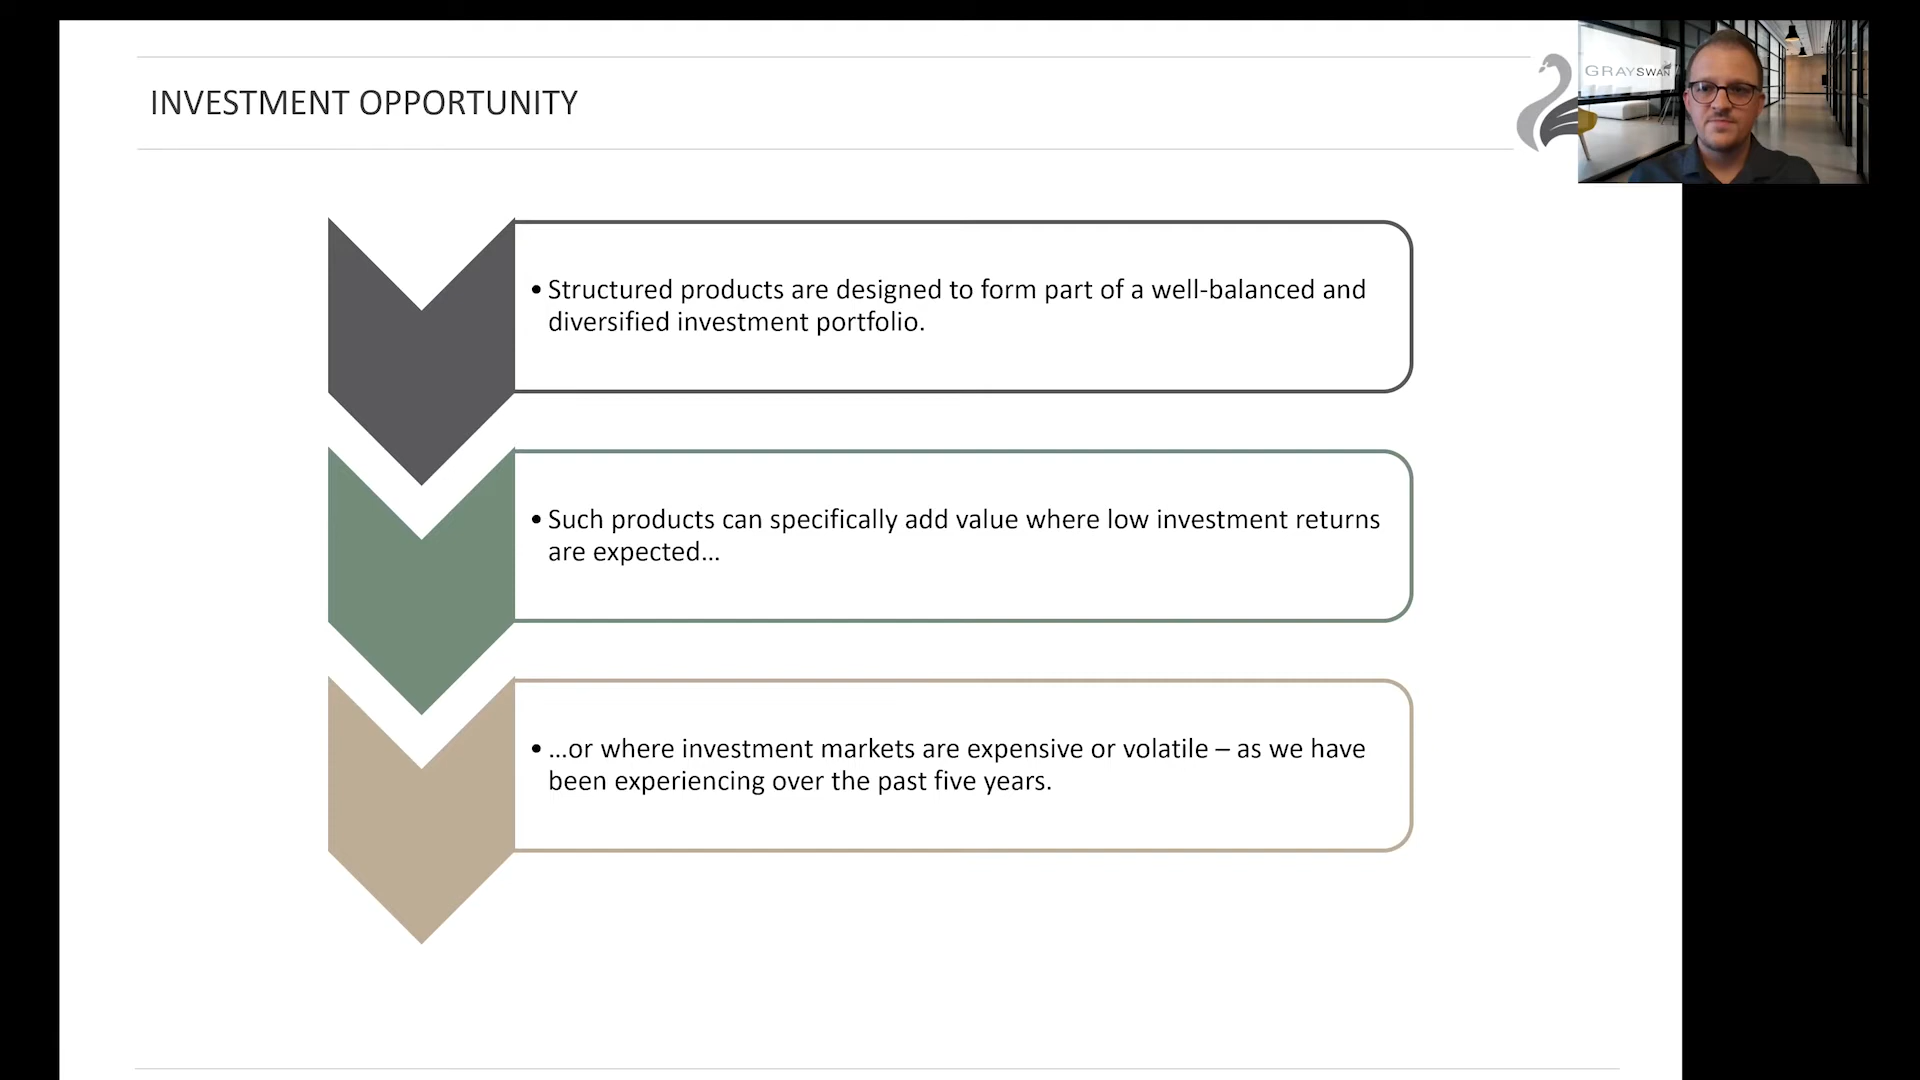 INVESTMENT OPPORTUNITY
GRAYSWAN
• Structured products are designed to form part of a well-balanced and
diversified investment portfolio.
• Such products can specifically add value where low investment returns
are expected…
• …or where investment markets are expensive or volatile – as we have
been experiencing over the past five years.